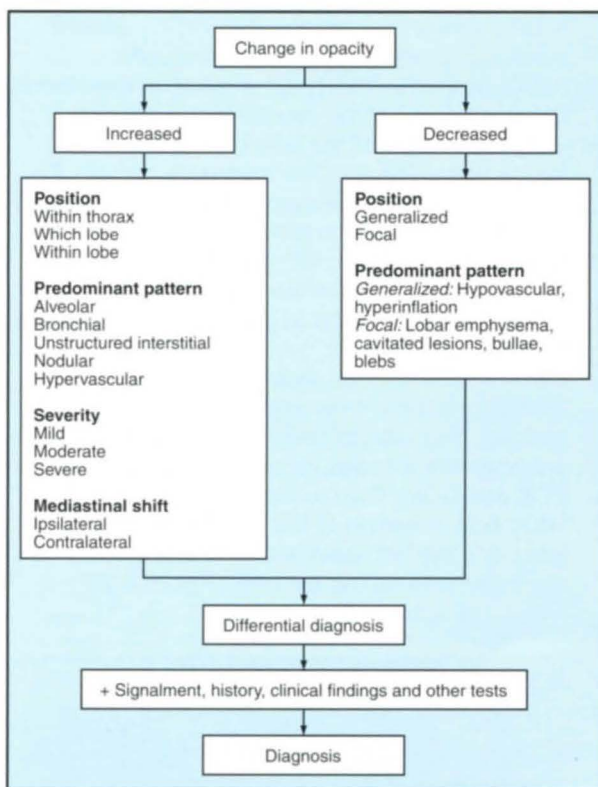 Change in opacity
Increased
Decreased
Position
Within thorax
Which lobe
Within lobe
Predominant pattern
Alveolar
Bronchial
Unstructured interstitial
Nodular
Hypervascular
Severity
Mild
Moderate
Severe
Mediastinal shift
Ipsilateral
Contralateral
Position
Generalized
Focal
Predominant pattern
Generalized: Hypovascular,
hyperinflation
Focal: Lobar emphysema,
cavitated lesions, bullae,
blebs
Differential diagnosis
+ Signalment, history, clinical findings and other tests
Diagnosis